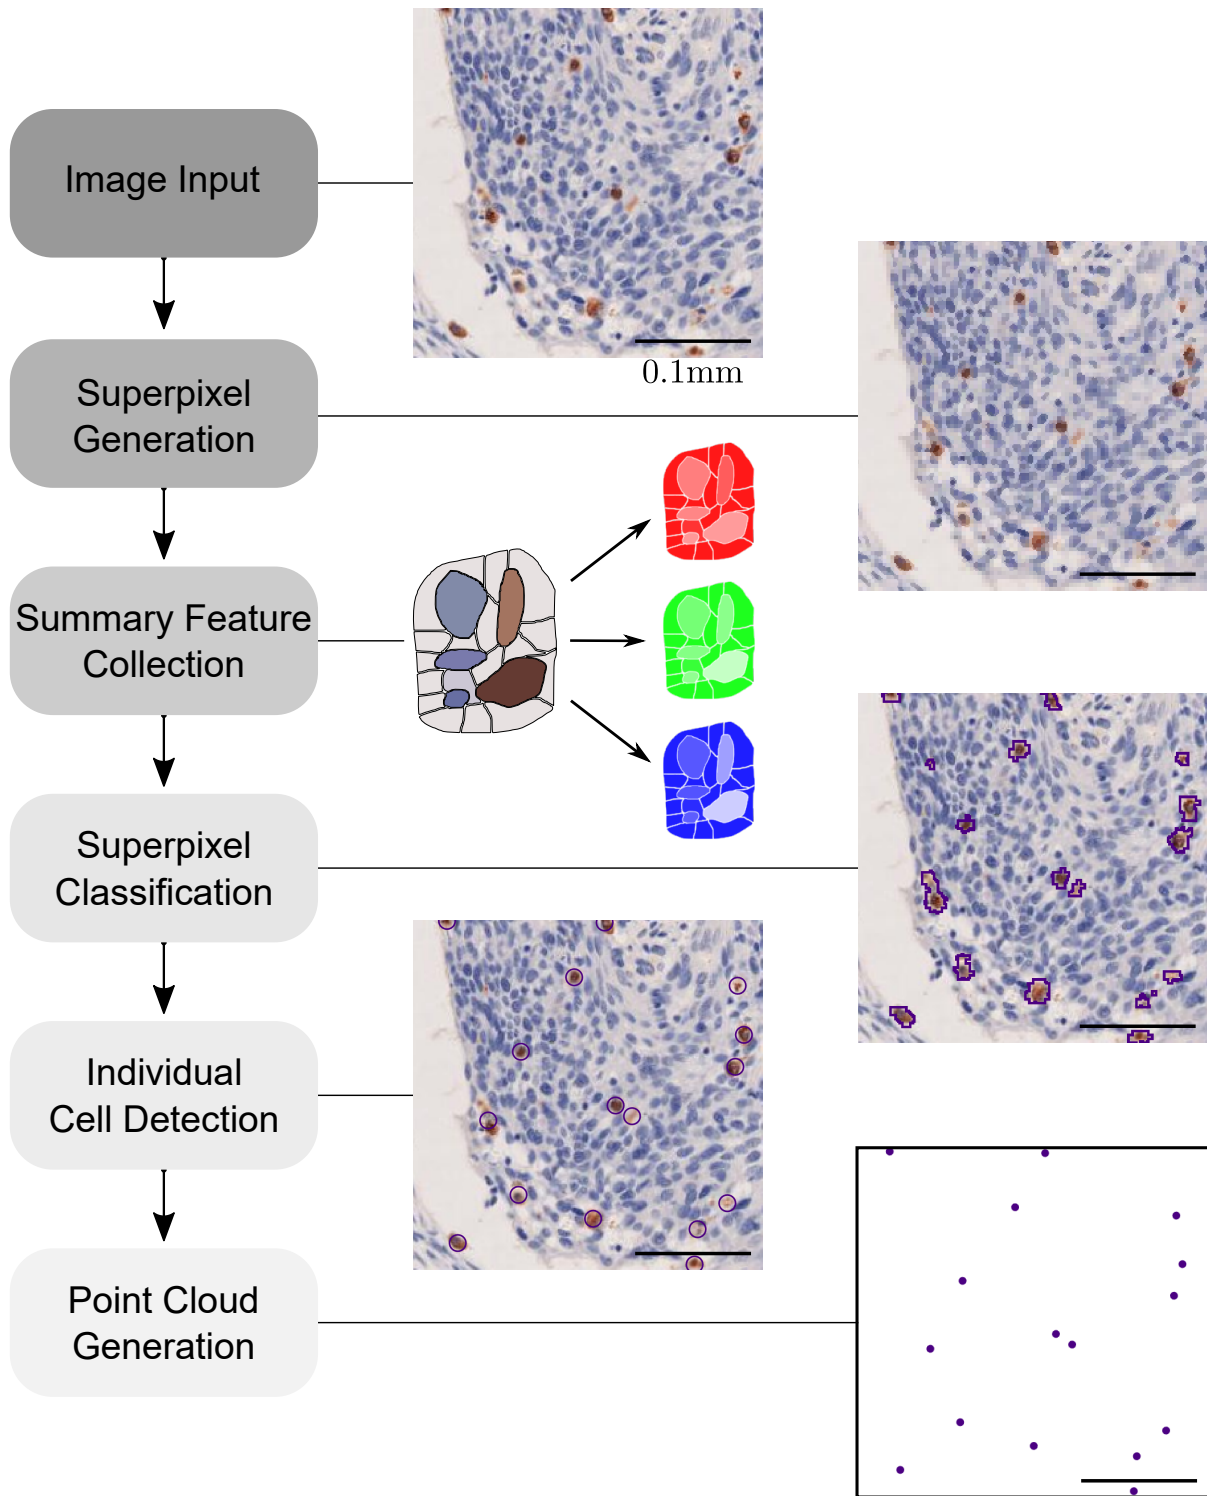 Image Input
0.1mm
Superpixel
Generation
Summary Feature
Collection
Superpixel
Classification
Individual
Cell Detection
Point Cloud
Generation